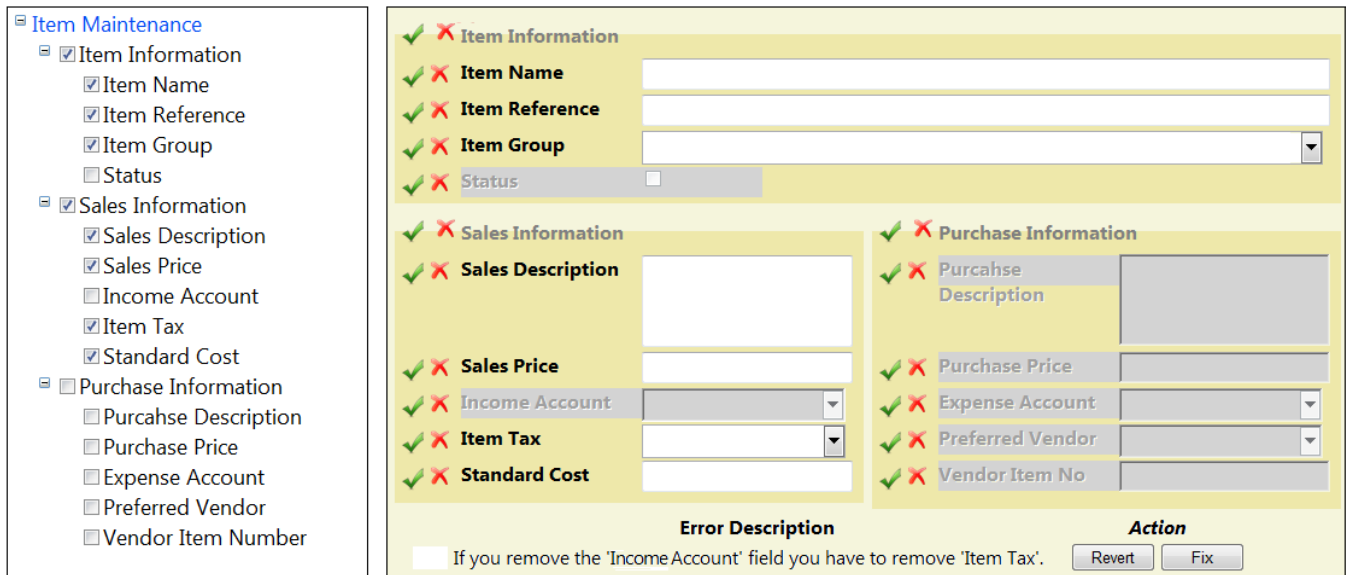 Item Maintenance
Item Information
Item Name
Item Reference
Item Group
Status
Sales Information
Sales Description
Sales Price
Income Account
Item Tax
Standard Cost
Purchase Information
Purcahse Description
Purchase Price
Expense Account
Preferred Vendor
Vendor Item Number
Item Information
Item Name
Item Reference
Item Group
Status
Sales Information
Sales Description
Sales Price
Income Account
Item Tax
Standard Cost
Purchase Information
Purcahse
Description
Purchase Price
Expense Account
Preferred Vendor
Vendor Item No
Error Description Action
If you remove the 'Income Account' field you have to remove 'Item Tax'. Revert Fix